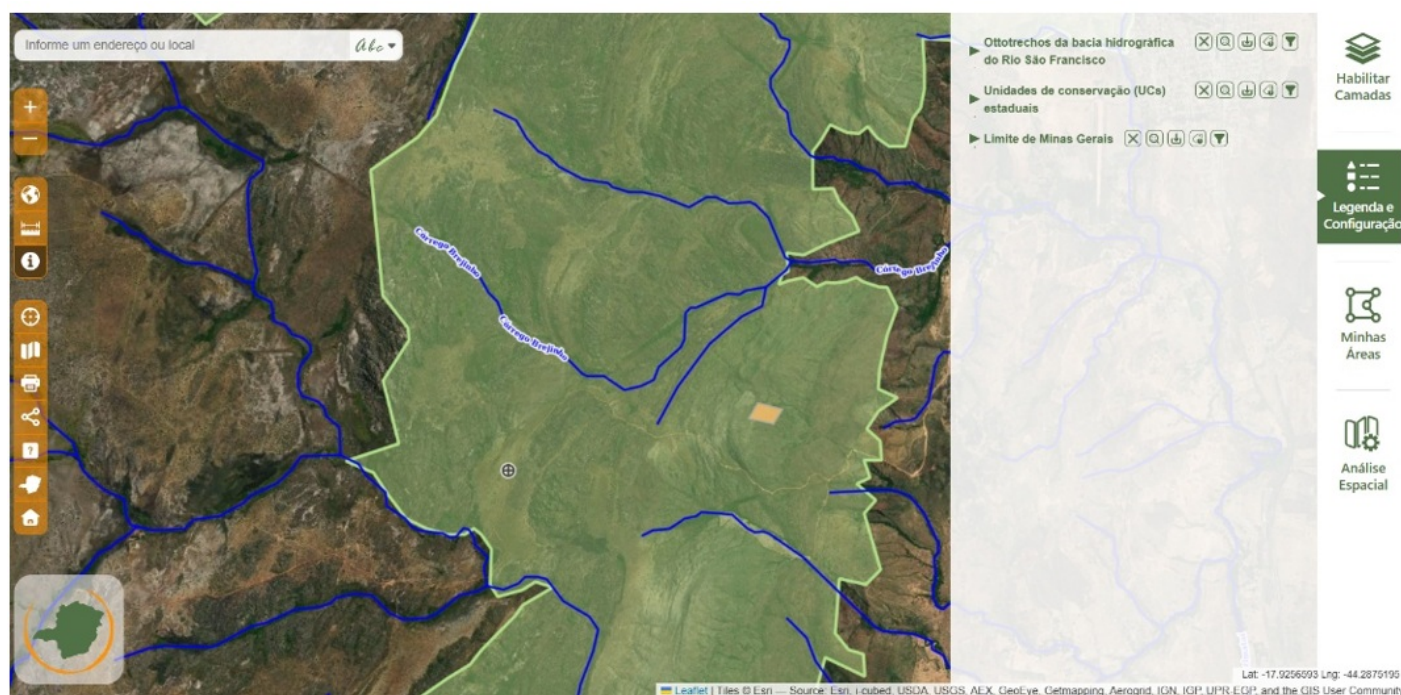 Informe um endereço ou local
Abc
Ottotrechos da bacia hidrográfica
do Rio São Francisco
Unidades de conservação (UCs)
estaduais
Limite de Minas Gerais
Habilitar
Camadas
Legenda e
Configuração
Minhas
Áreas
Análise
Espacial
Córrego Brejinho
Córrego Brejinho
Córrego Brejinho
Lat: -17.9256593 Lng: -44.2875195
Leaflet | Tiles © Esri — Source: Esri, i-cubed, USDA, USGS, AEX, GeoEye, Getmapping, Aerogrid, IGN, IGP, UPR-EGP, and the GIS User Community